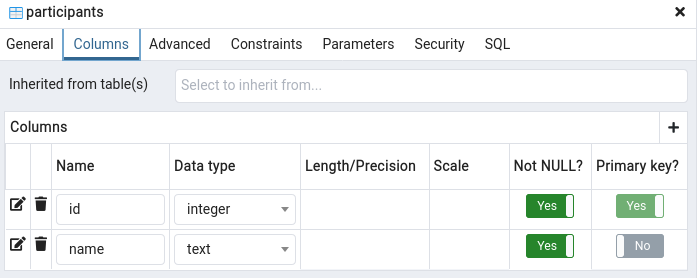 participants
General Columns Advanced Constraints Parameters Security SQL
Inherited from table(s) Select to inherit from...
Columns
Name Data type Length/Precision Scale Not NULL? Primary key?
id integer Yes Yes
name text Yes No